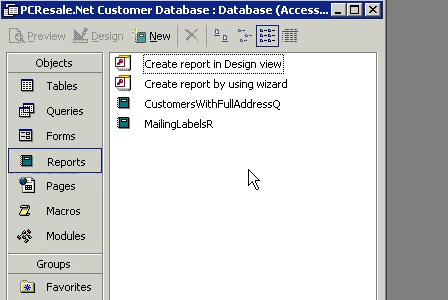 PCResale.Net Customer Database : Database (Access...
Preview Design New
Objects
Tables
Queries
Forms
Reports
Pages
Macros
Modules
Groups
Favorites
Create report in Design view
Create report by using wizard
CustomersWithFullAddressQ
MailingLabelsR